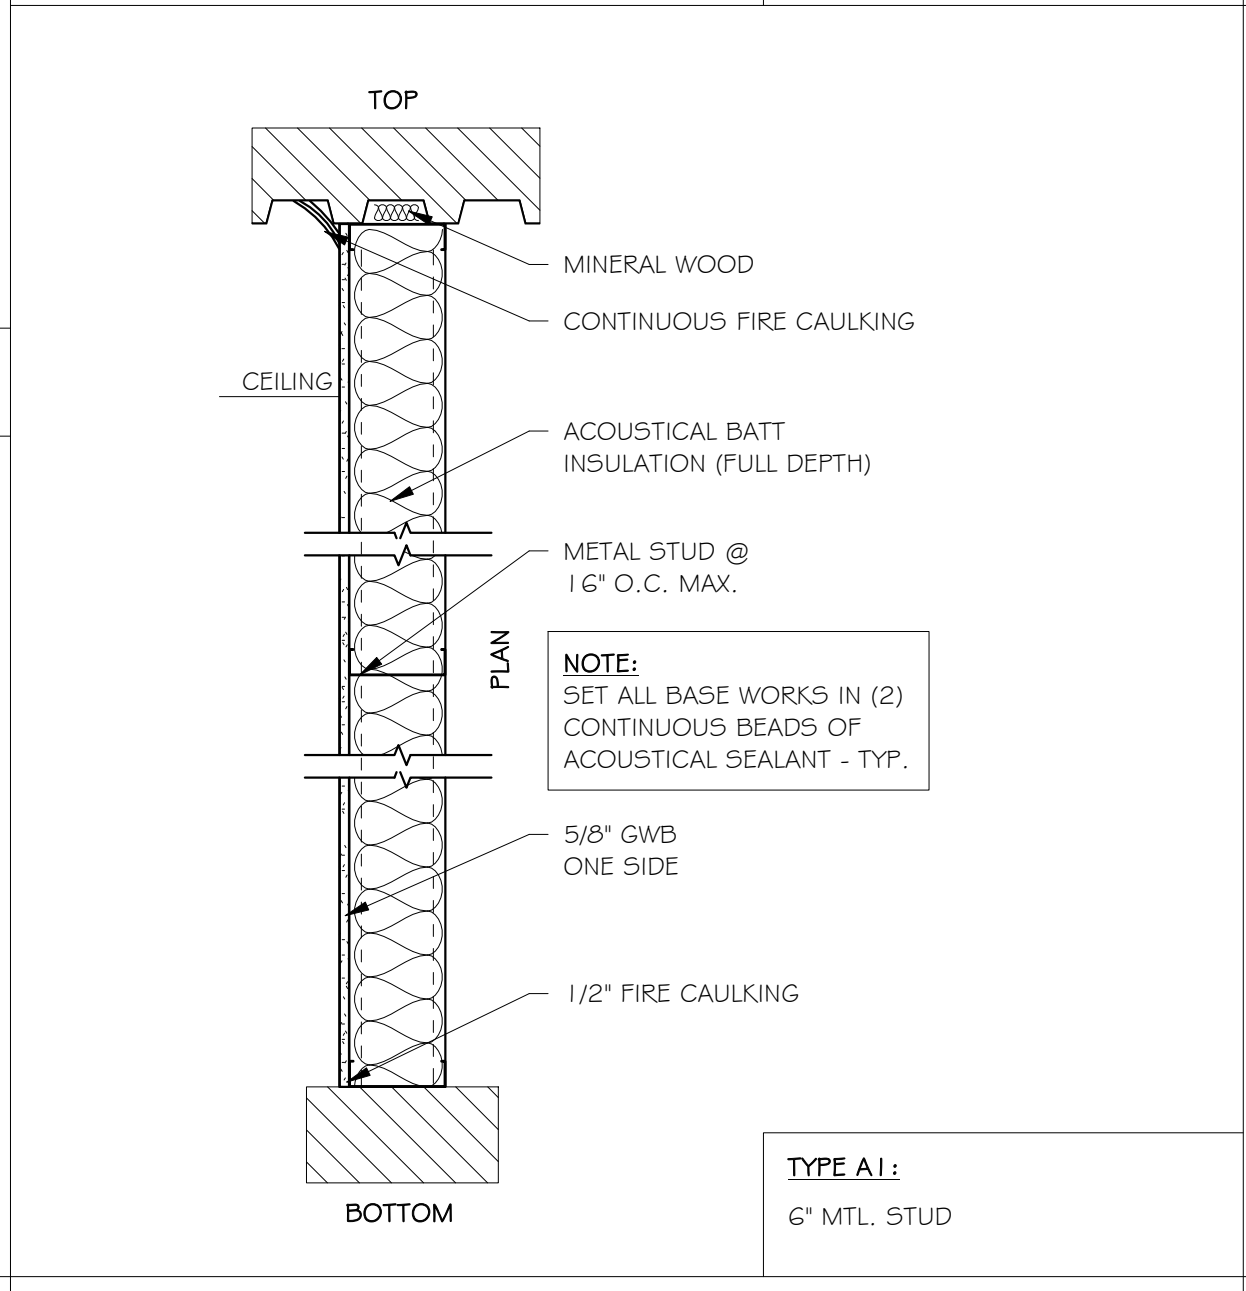 TOP
MINERAL WOOD
CONTINUOUS FIRE CAULKING
CEILING
ACOUSTICAL BATT
INSULATION (FULL DEPTH)
METAL STUD @
16" O.C. MAX.
PLAN
NOTE:
SET ALL BASE WORKS IN (2)
CONTINUOUS BEADS OF
ACOUSTICAL SEALANT - TYP.
5/8" GWB
ONE SIDE
1/2" FIRE CAULKING
BOTTOM
TYPE A1:
6" MTL. STUD